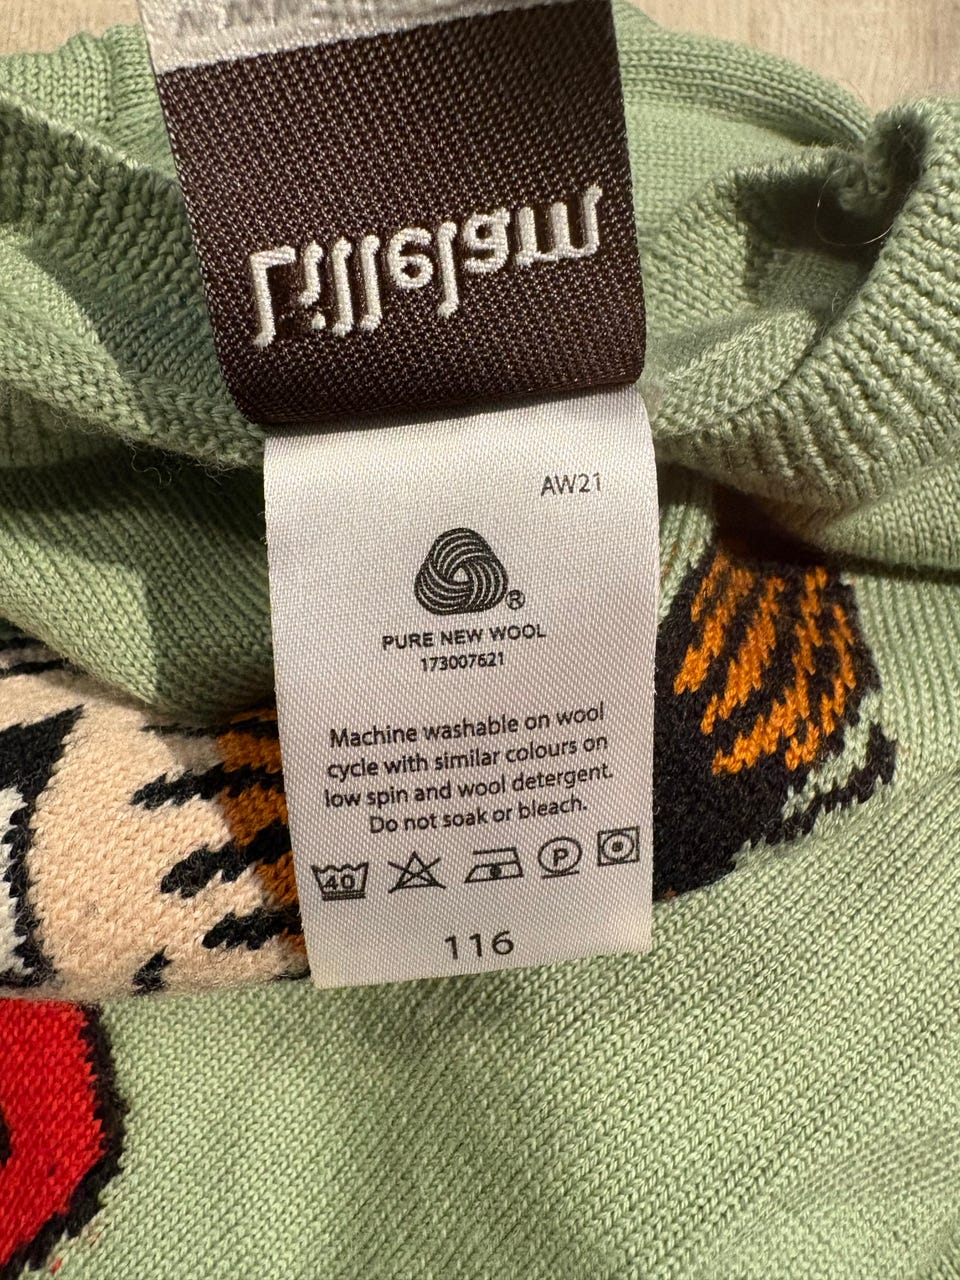 Lillelam
AW21
®
PURE NEW WOOL
173007621
Machine washable on wool
cycle with similar colours on
low spin and wool detergent.
Do not soak or bleach.
40 P
116